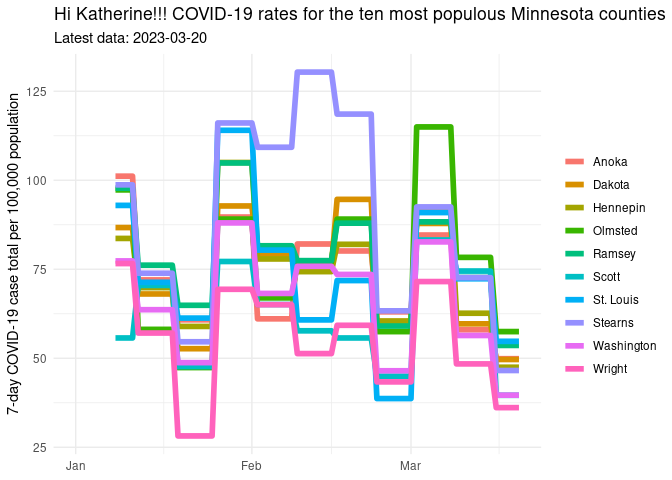 Hi Katherine!!! COVID-19 rates for the ten most populous Minnesota counties
Latest data: 2023-03-20
7-day COVID-19 case total per 100,000 population
125
100
75
50
25
Jan
Feb
Mar
Anoka
Dakota
Hennepin
Olmsted
Ramsey
Scott
St. Louis
Stearns
Washington
Wright